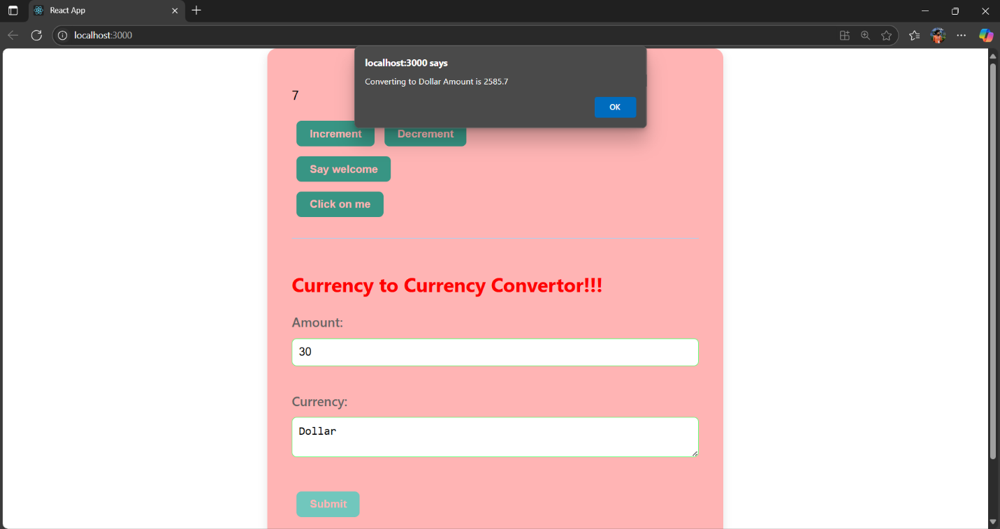 React App
localhost:3000
localhost:3000 says
Converting to Dollar Amount is 2585.7
OK
7
Increment Decrement
Say welcome
Click on me
Currency to Currency Convertor!!!
Amount:
30
Currency:
Dollar
Submit